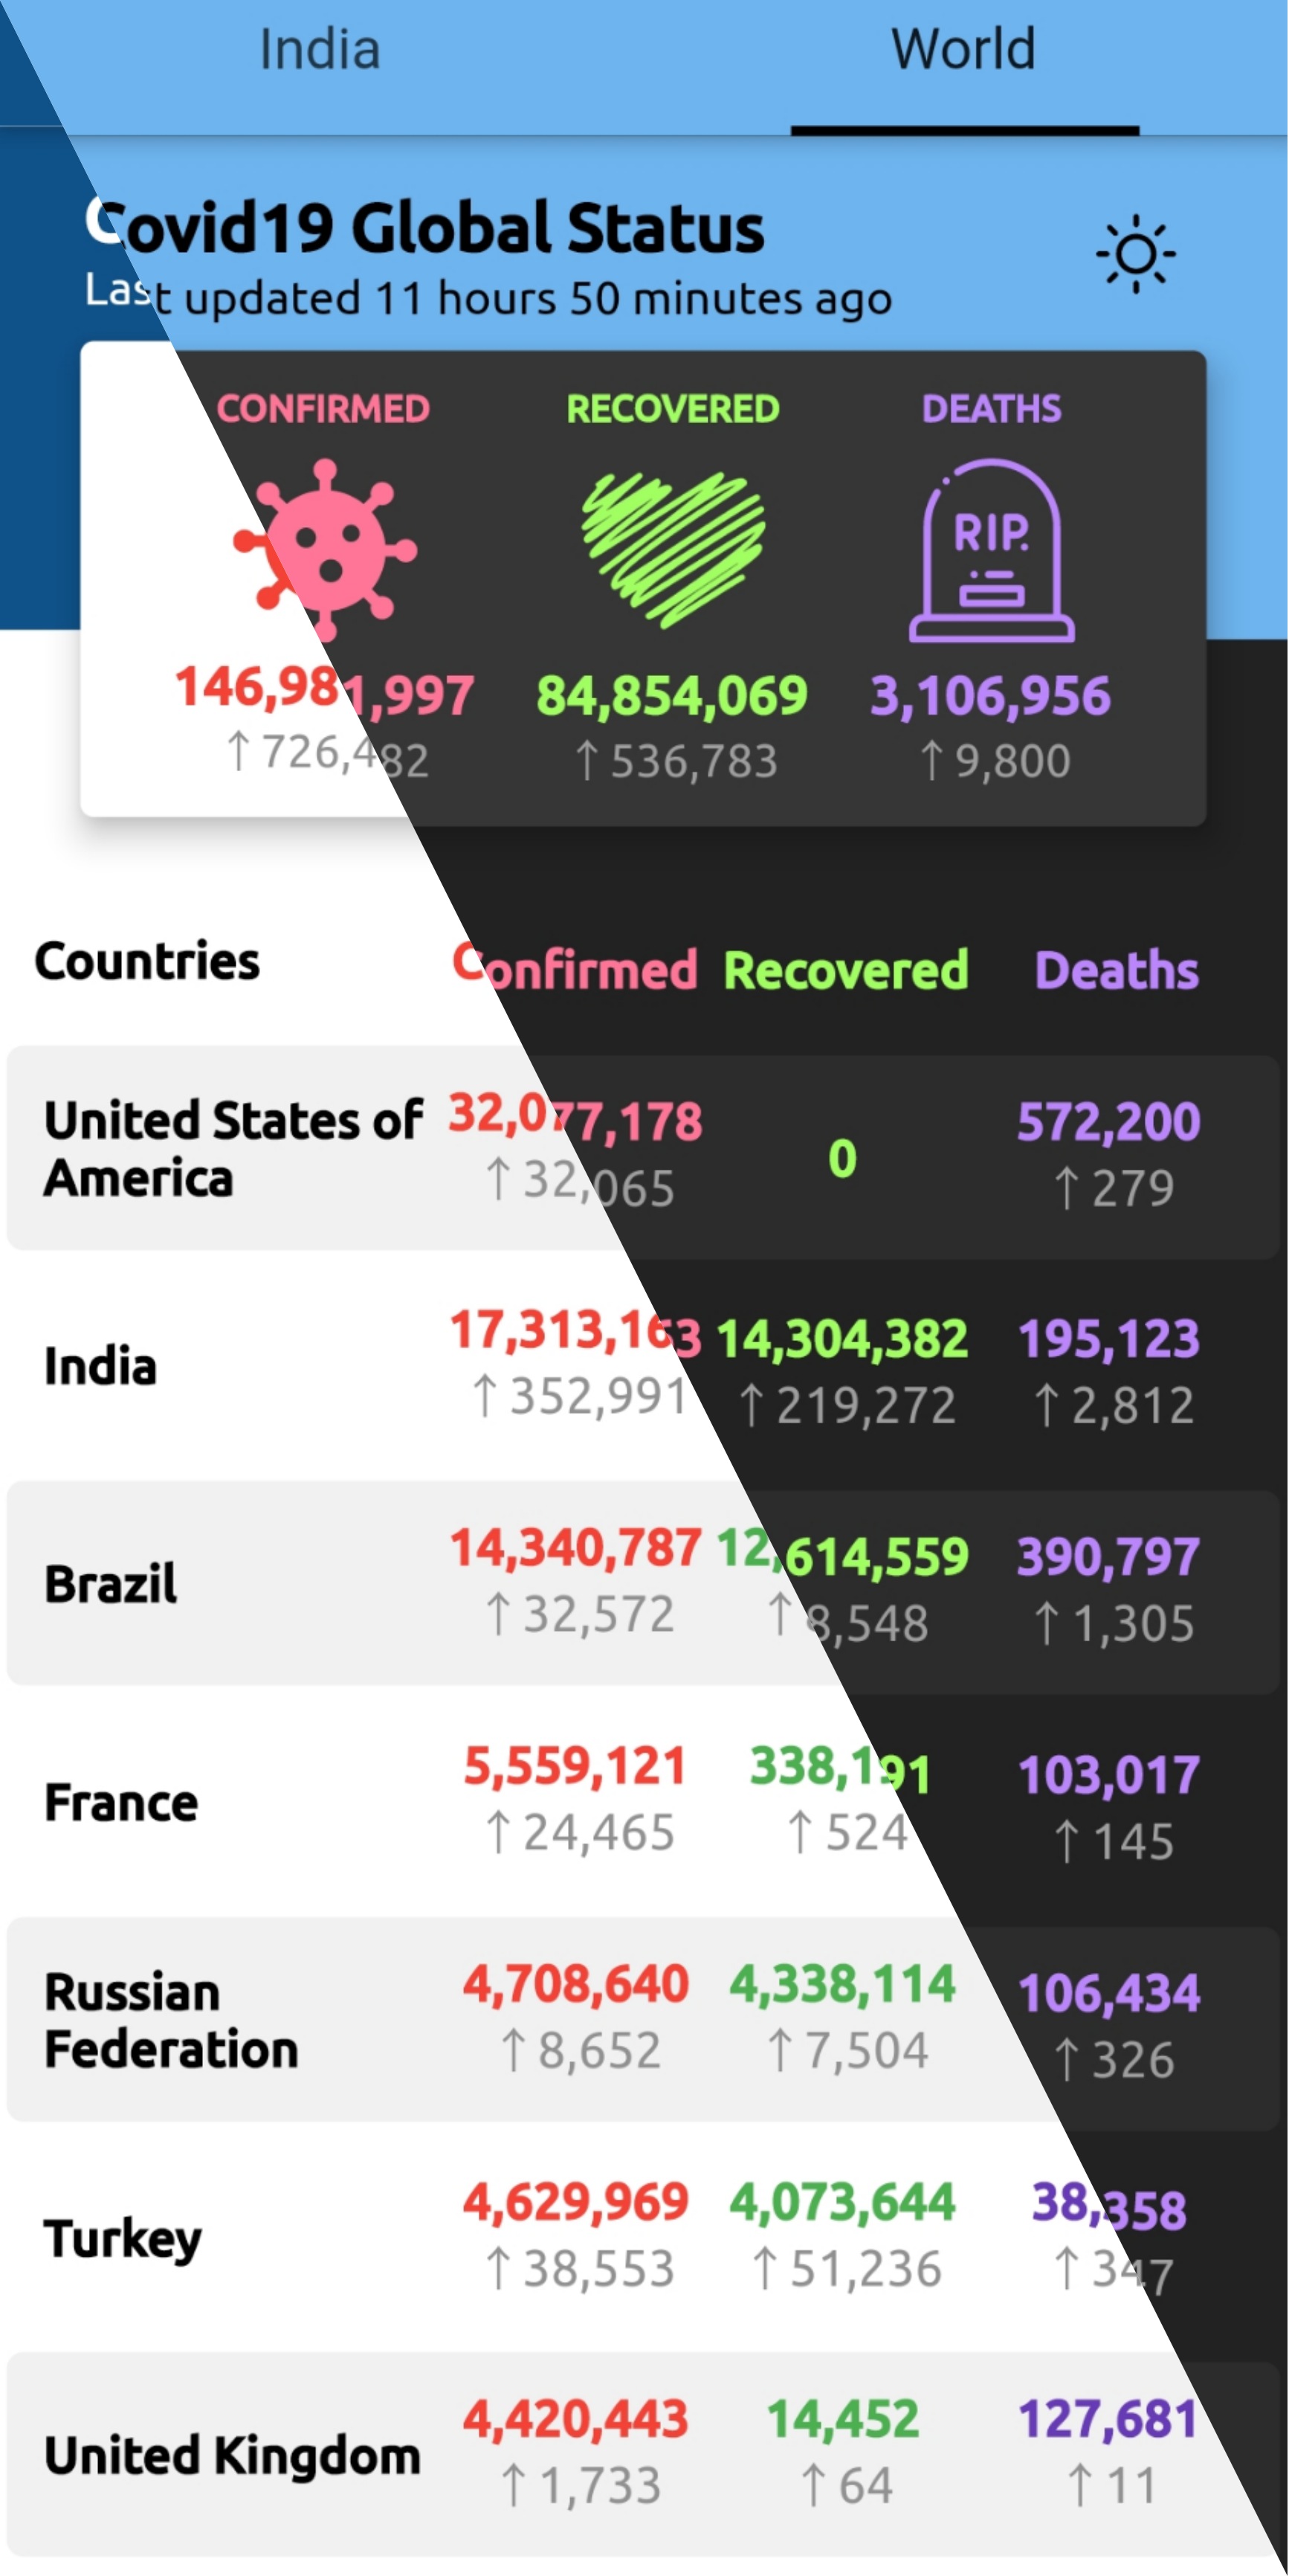 India World
Covid19 Global Status
Last updated 11 hours 50 minutes ago
CONFIRMED RECOVERED DEATHS
RIP.
146,981,997 84,854,069 3,106,956
↑ 726,482 ↑ 536,783 ↑ 9,800
Countries Confirmed Recovered Deaths
United States of America 32,077,178 0 572,200
↑ 32,065 ↑ 279
India 17,313,163 14,304,382 195,123
↑ 352,991 ↑ 219,272 ↑ 2,812
Brazil 14,340,787 12,614,559 390,797
↑ 32,572 ↑ 8,548 ↑ 1,305
France 5,559,121 338,191 103,017
↑ 24,465 ↑ 524 ↑ 145
Russian Federation 4,708,640 4,338,114 106,434
↑ 8,652 ↑ 7,504 ↑ 326
Turkey 4,629,969 4,073,644 38,358
↑ 38,553 ↑ 51,236 ↑ 347
United Kingdom 4,420,443 14,452 127,681
↑ 1,733 ↑ 64 ↑ 11